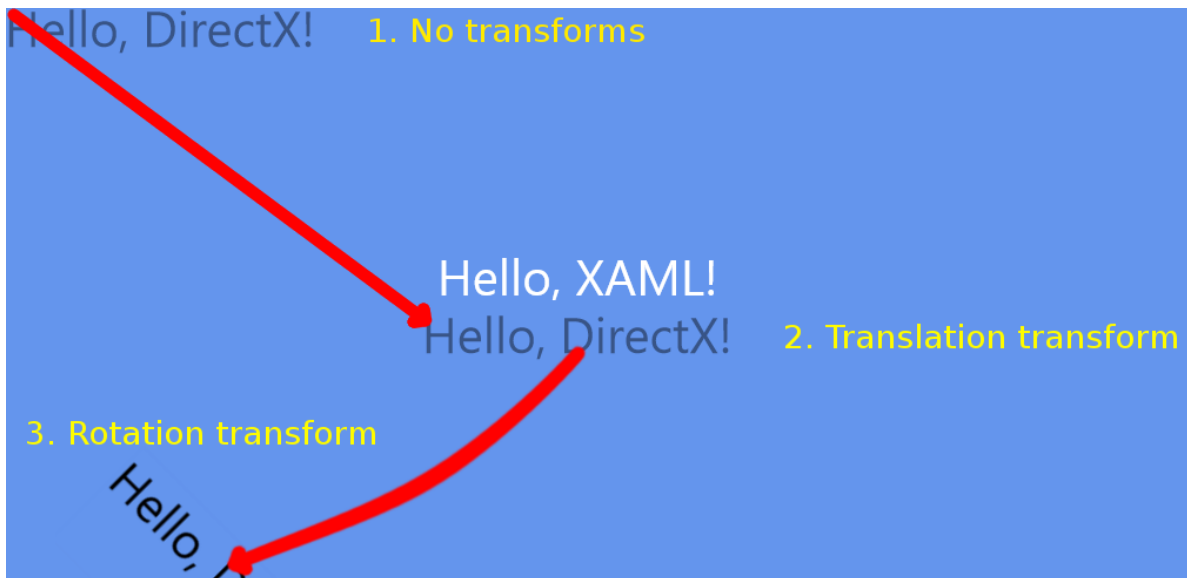 Hello, DirectX! 1. No transforms
Hello, XAML!
Hello, DirectX! 2. Translation transform
3. Rotation transform
Hello,